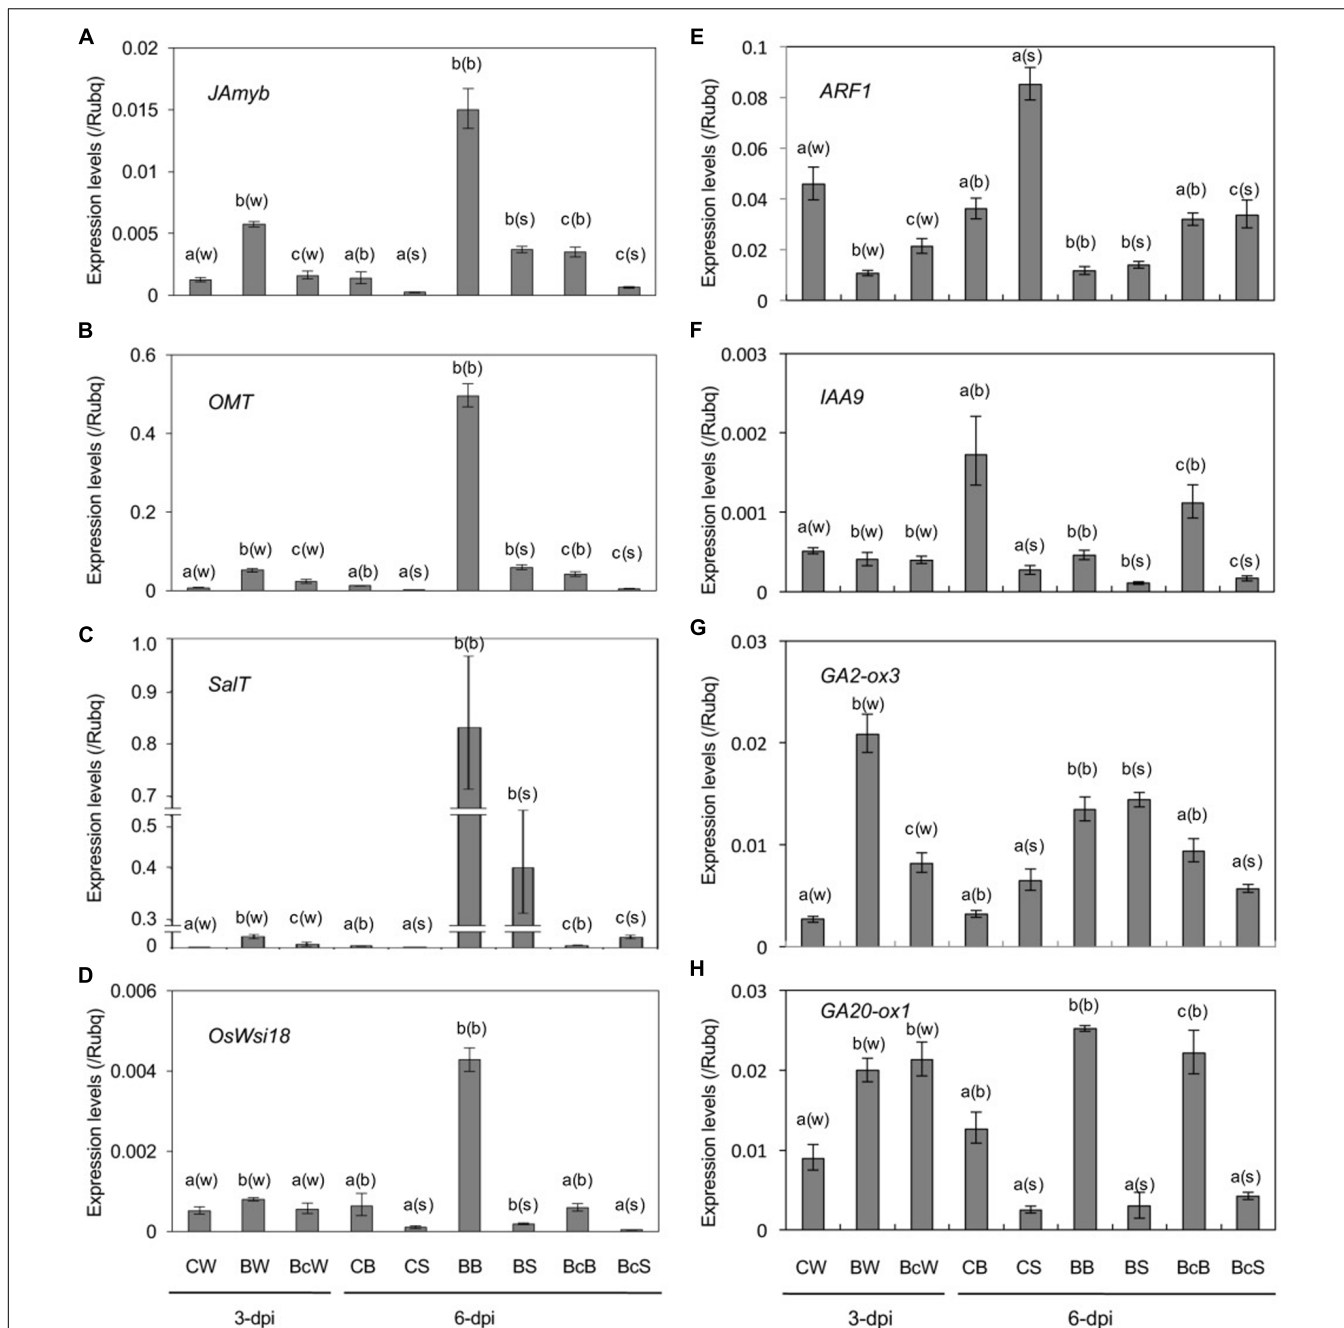 A
Expression levels (/Rubq)
0.02
0.015
0.01
0.005
0
JAmyb
a(w)
b(w)
c(w)
a(b)
a(s)
b(b)
b(s)
c(b)
c(s)
B
Expression levels (/Rubq)
0.6
0.4
0.2
0
OMT
a(w)
b(w)
c(w)
a(b)
a(s)
b(b)
b(s)
c(b)
c(s)
C
Expression levels (/Rubq)
1.0
0.9
0.8
0.7
0.5
0.4
0.3
0
SalT
a(w)
b(w)
c(w)
a(b)
a(s)
b(b)
b(s)
c(b)
c(s)
D
Expression levels (/Rubq)
0.006
0.004
0.002
0
OsWsi18
a(w)
b(w)
a(w)
a(b)
a(s)
b(b)
b(s)
a(b)
a(s)
CW BW BcW CB CS BB BS BcB BcS
3-dpi 6-dpi
E
Expression levels (/Rubq)
0.1
0.08
0.06
0.04
0.02
0
ARF1
a(w)
b(w)
c(w)
a(b)
a(s)
b(b)
b(s)
a(b)
c(s)
F
Expression levels (/Rubq)
0.003
0.002
0.001
0
IAA9
a(w)
b(w)
b(w)
a(b)
a(s)
b(b)
b(s)
c(b)
c(s)
G
Expression levels (/Rubq)
0.03
0.02
0.01
0
GA2-ox3
a(w)
b(w)
c(w)
a(b)
a(s)
b(b)
b(s)
a(b)
a(s)
H
Expression levels (/Rubq)
0.03
0.02
0.01
0
GA20-ox1
a(w)
b(w)
b(w)
a(b)
a(s)
b(b)
a(s)
c(b)
a(s)
CW BW BcW CB CS BB BS BcB BcS
3-dpi 6-dpi